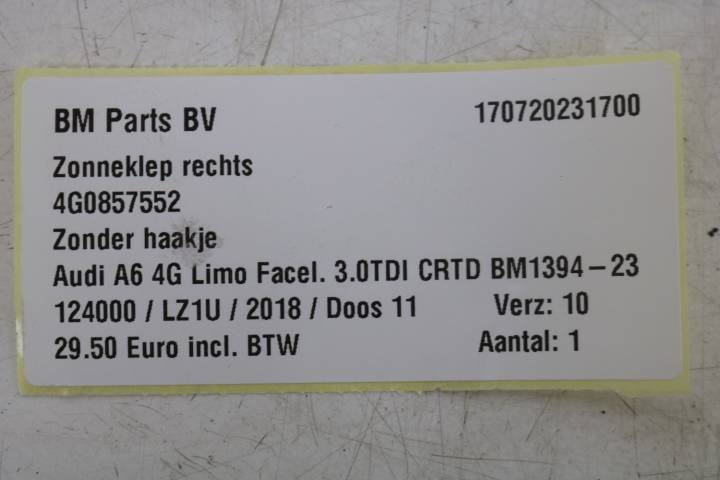 BM Parts BV 170720231700
Zonneklep rechts
4G0857552
Zonder haakje
Audi A6 4G Limo Facel. 3.0TDI CRTD BM1394-23
124000 / LZ1U / 2018 / Doos 11 Verz: 10
29.50 Euro incl. BTW Aantal: 1